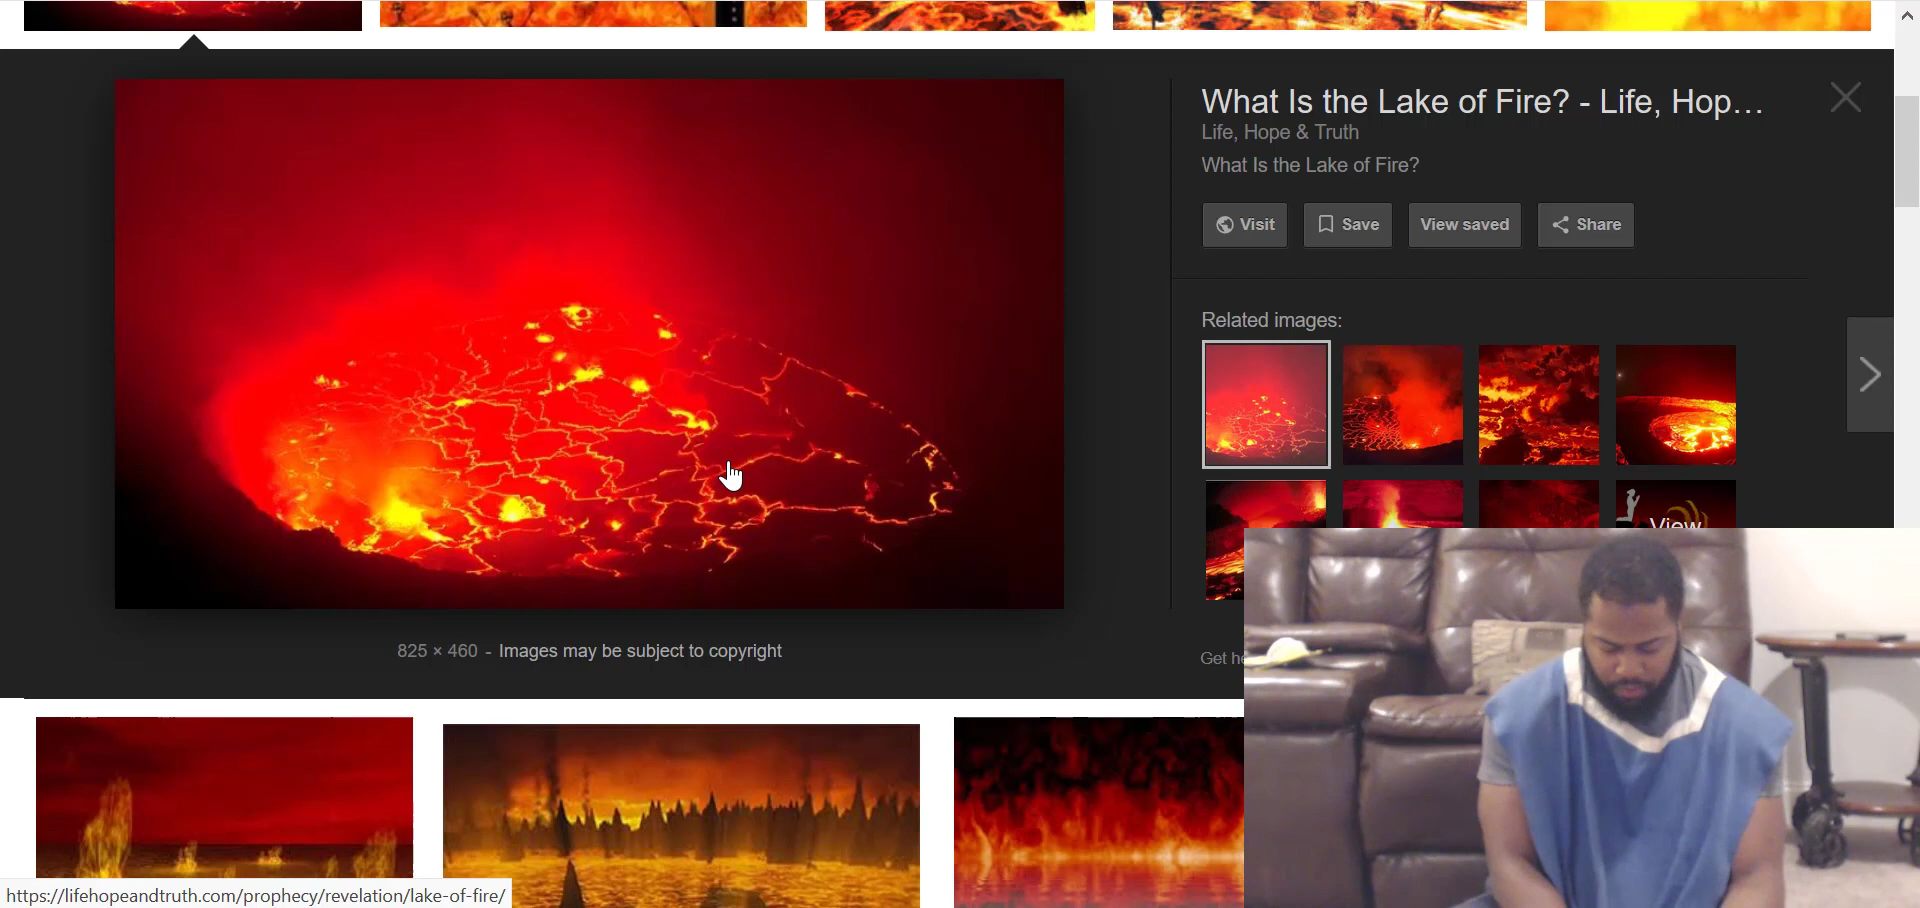 What Is the Lake of Fire? - Life, Hop...
Life, Hope & Truth
What Is the Lake of Fire?
Visit
Save
View saved
Share
Related images:
View
825 × 460 - Images may be subject to copyright
Get
https://lifehopeandtruth.com/prophecy/revelation/lake-of-fire/